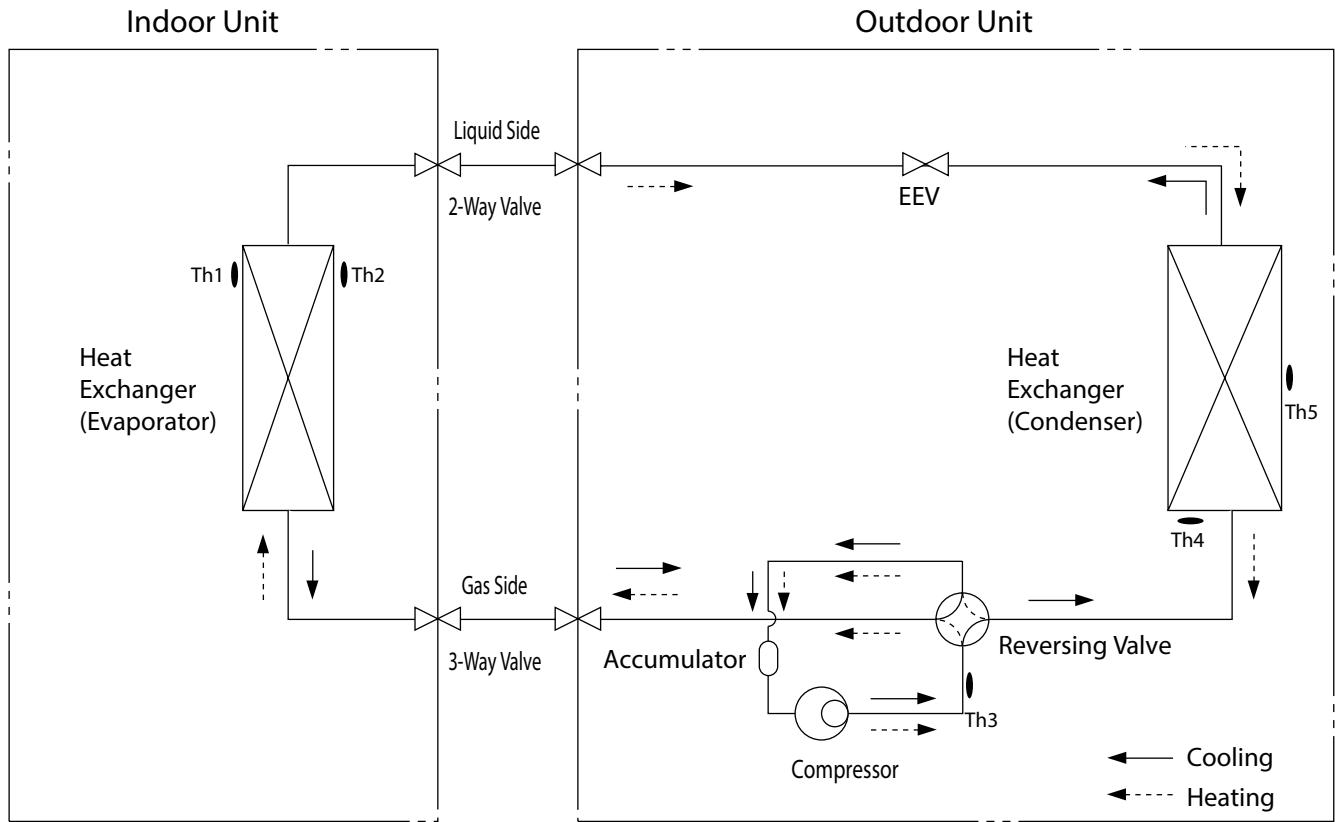 Indoor Unit
Outdoor Unit
Liquid Side
2-Way Valve
EEV
Th1
Th2
Heat
Exchanger
(Evaporator)
Heat
Exchanger
(Condenser)
Th5
Th4
Gas Side
3-Way Valve
Accumulator
Reversing Valve
Th3
Compressor
Cooling
Heating